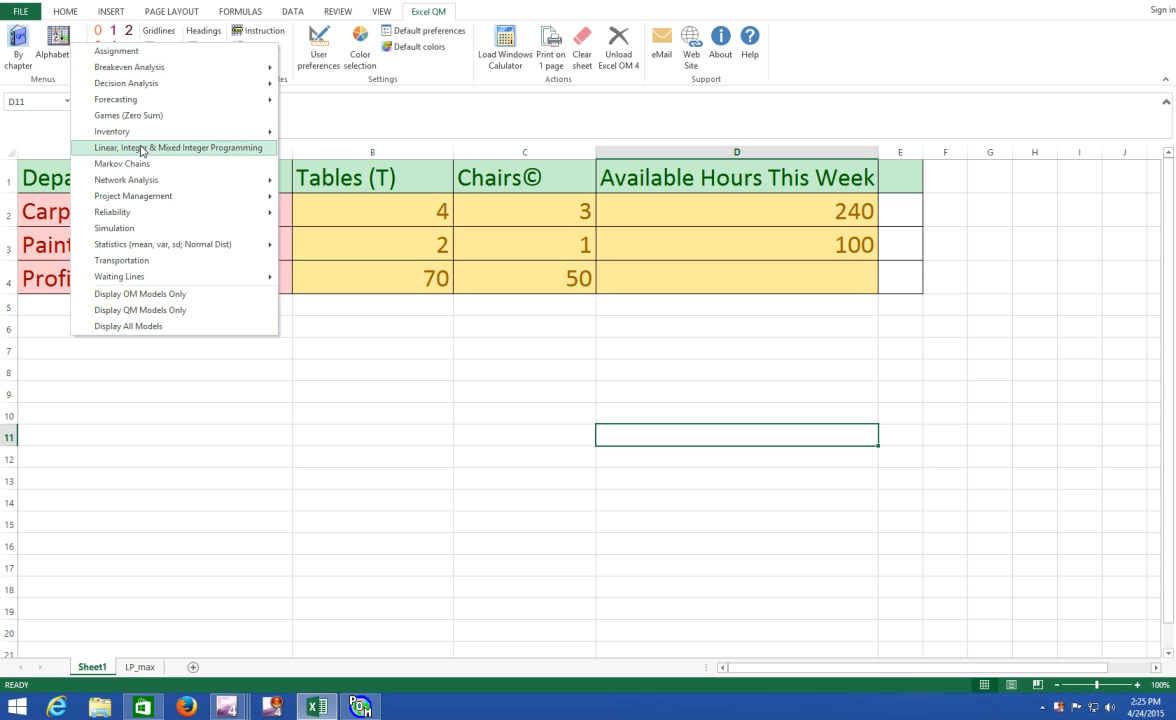 FILE HOME INSERT PAGE LAYOUT FORMULAS DATA REVIEW VIEW Excel QM Sign in
By chapter
Alphabet
Menus
0 1 2
Gridlines Headings Instruction
User preferences
Color selection
Default preferences
Default colors
Settings
Load Windows Calulator
Print on 1 page
Clear sheet
Unload Excel OM 4
Actions
eMail
Web Site
About
Help
Support
D11
Assignment
Breakeven Analysis
Decision Analysis
Forecasting
Games (Zero Sum)
Inventory
Linear, Integer & Mixed Integer Programming
Markov Chains
Network Analysis
Project Management
Reliability
Simulation
Statistics (mean, var, sd; Normal Dist)
Transportation
Waiting Lines
Display OM Models Only
Display QM Models Only
Display All Models
B C D E F G H I J
1 Depa Tables (T) Chairs© Available Hours This Week
2 Carp 4 3 240
3 Paint 2 1 100
4 Profi 70 50
5
6
7
8
9
10
11
12
13
14
15
16
17
18
19
20
21
Sheet1 LP_max
READY 100%
2:25 PM
4/24/2015